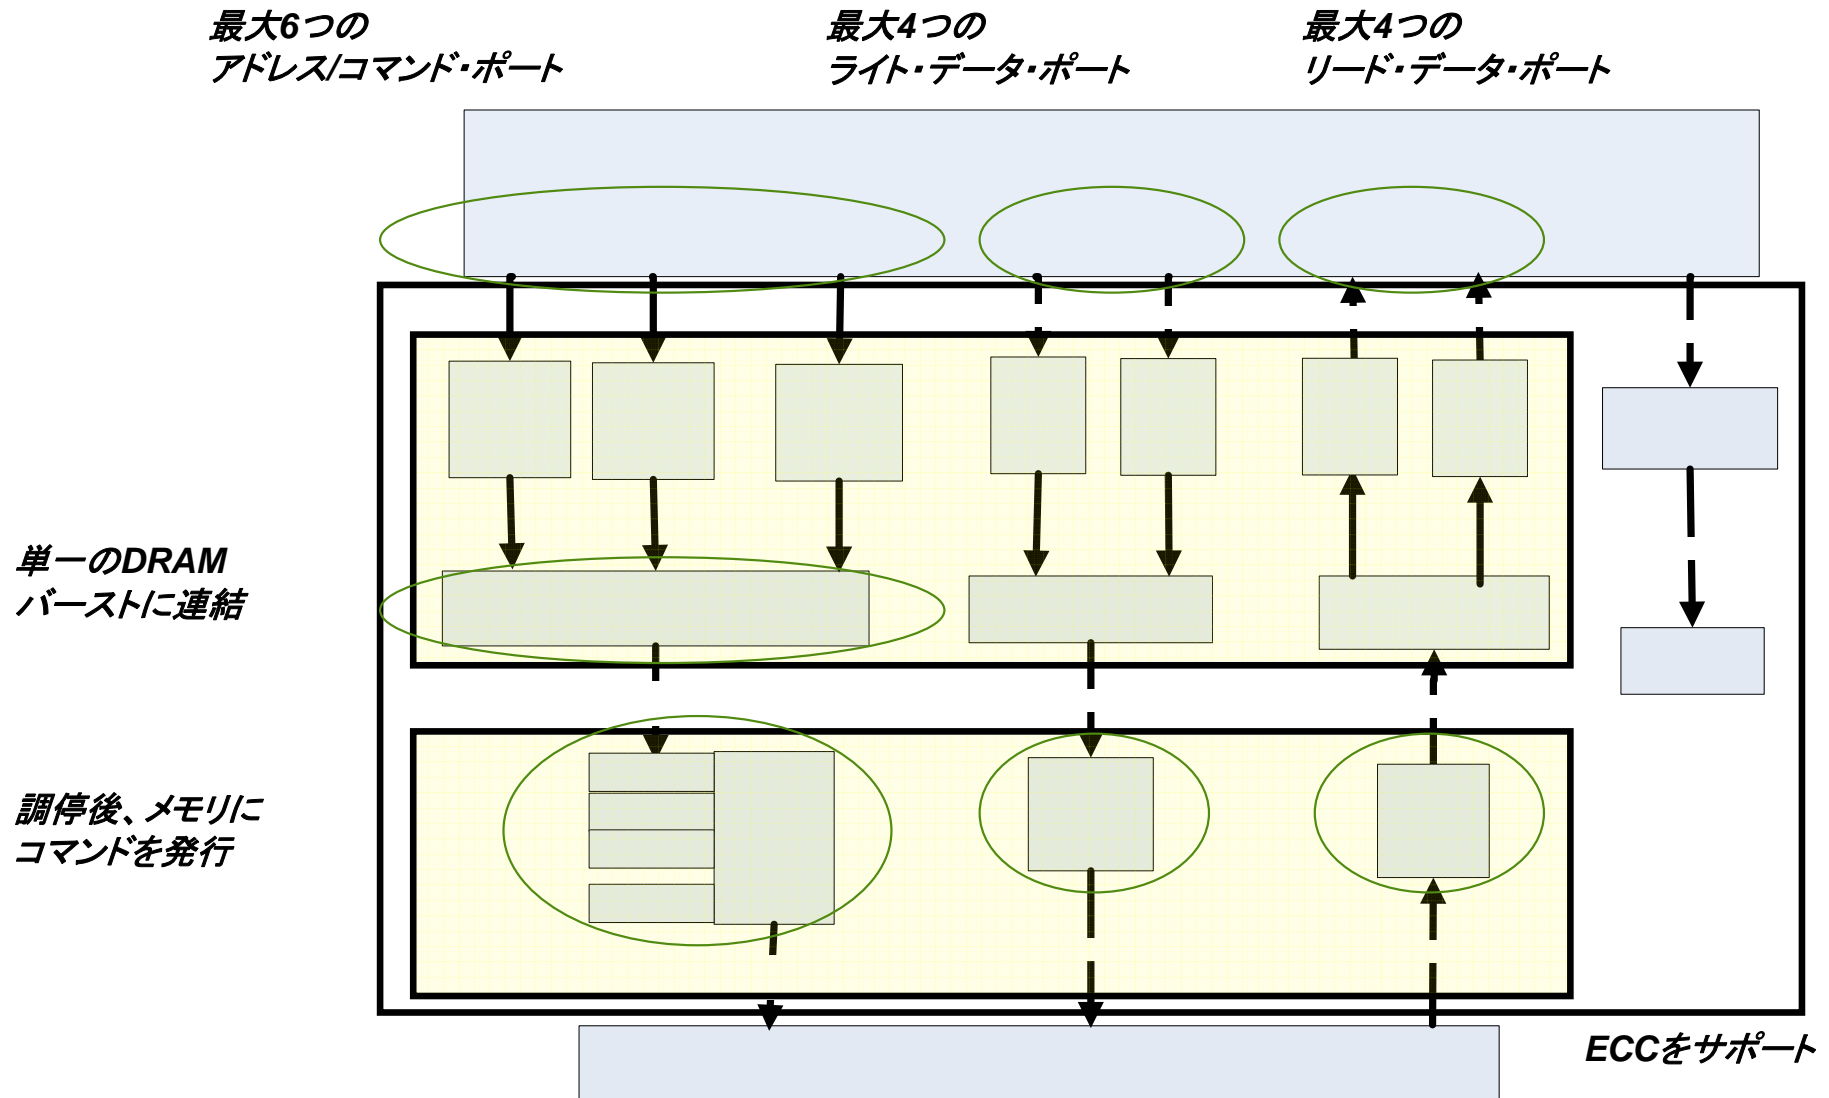 最大6つの
アドレス/コマンド・ポート
最大4つの
ライト・データ・ポート
最大4つの
リード・データ・ポート
単一のDRAM
バーストに連結
調停後、メモリに
コマンドを発行
ECCをサポート